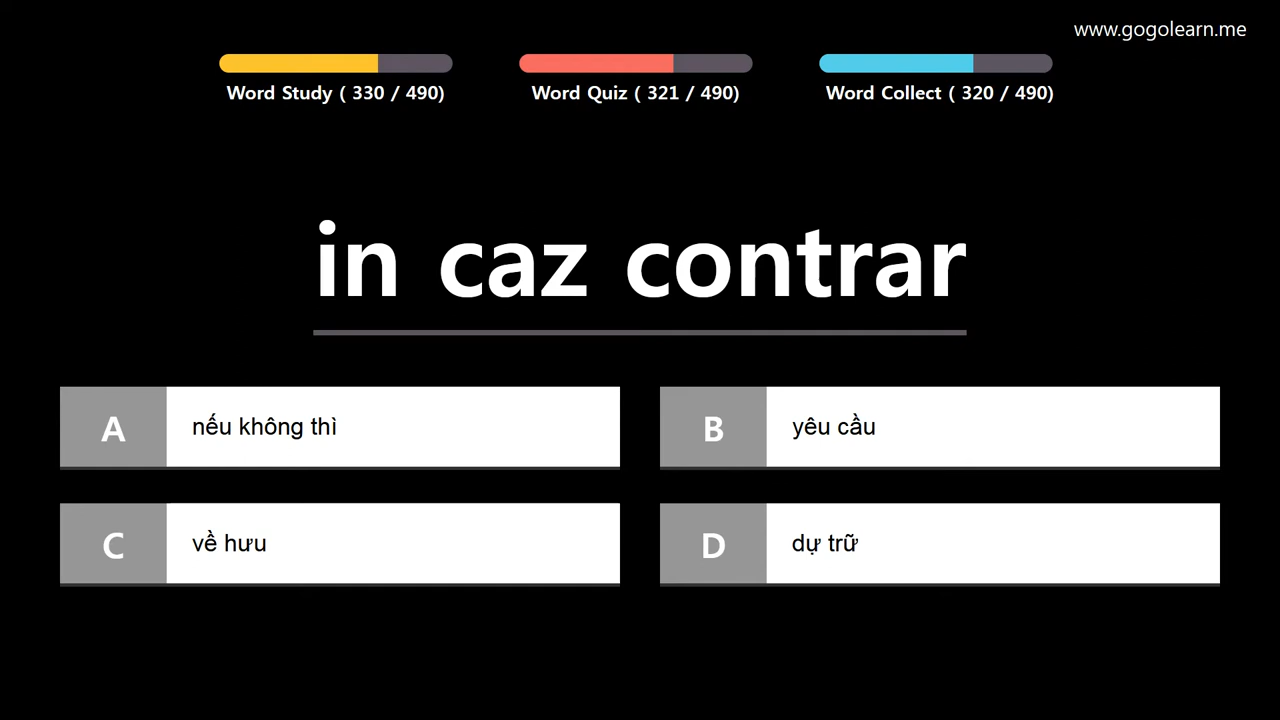 www.gogolearn.me
Word Study ( 330 / 490)
Word Quiz ( 321 / 490)
Word Collect ( 320 / 490)
in caz contrar
A nếu không thì
B yêu cầu
C về hưu
D dự trữ